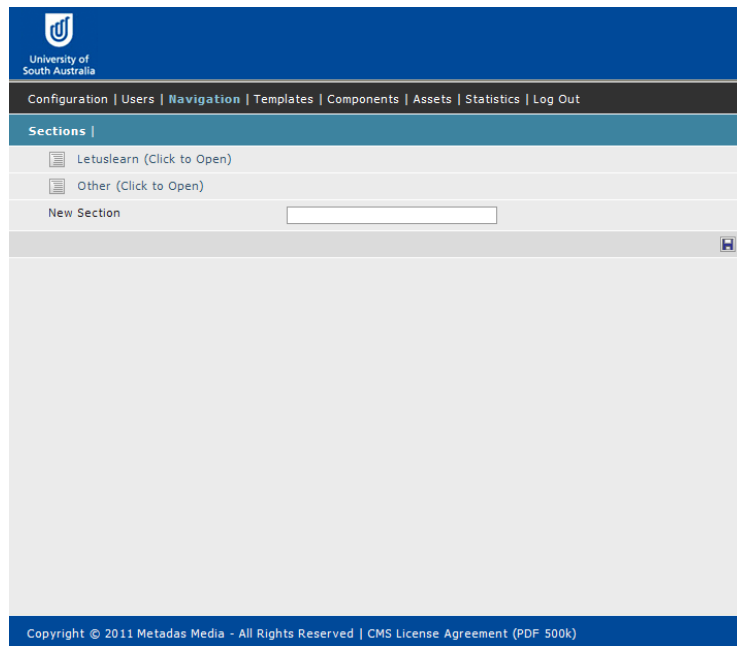 University of
South Australia
Configuration | Users | Navigation | Templates | Components | Assets | Statistics | Log Out
Sections |
Letuslearn (Click to Open)
Other (Click to Open)
New Section
Copyright © 2011 Metadas Media - All Rights Reserved | CMS License Agreement (PDF 500k)